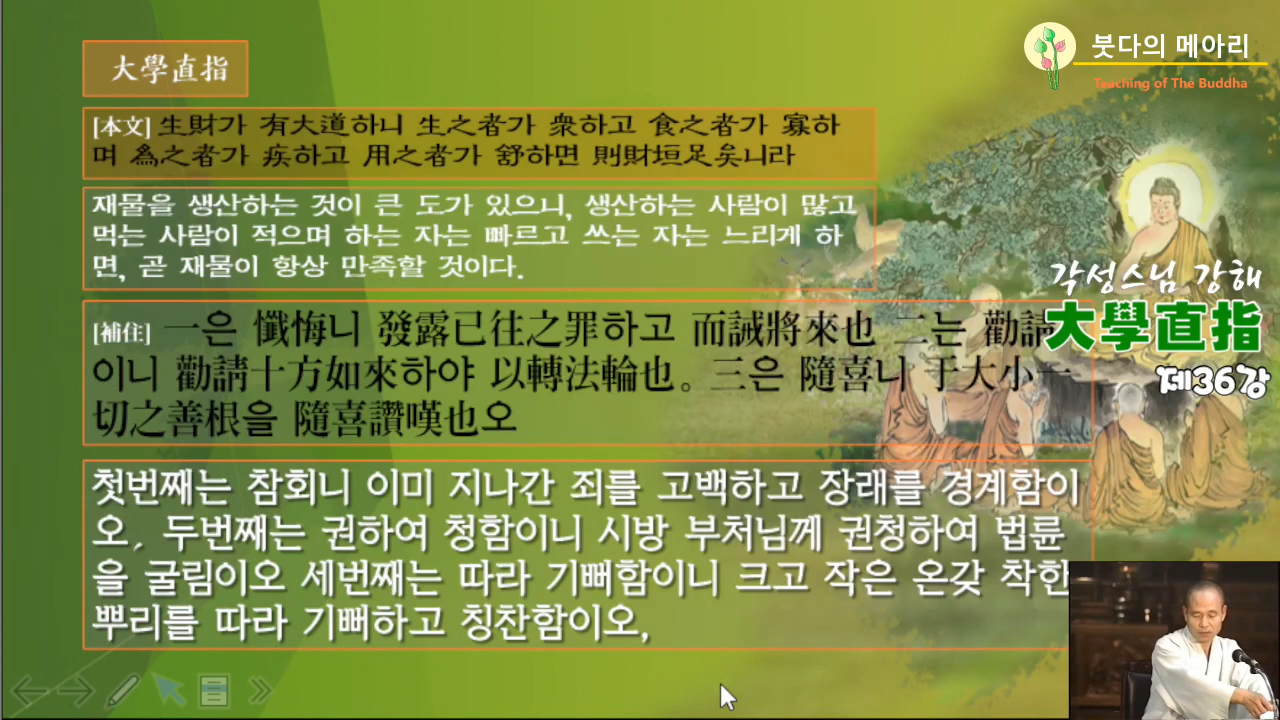 大學直指
[本文] 生財가 有大道하니 生之者가 衆하고 食之者가 寡하
며 為之者가 疾하고 用之者가 舒하면 則財垣足矣니라
재물을 생산하는 것이 큰 도가 있으니, 생산하는 사람이 많고
먹는 사람이 적으며 하는 자는 빠르고 쓰는 자는 느리게 하
면, 곧 재물이 항상 만족할 것이다.
[補住] 一은 懺悔니 發露已往之罪하고 而誡將來也 二는 勸請
이니 勸請十方如來하야 以轉法輪也。 三은 隨喜니 于大小一
切之善根을 隨喜讚嘆也오
첫번째는 참회니 이미 지나간 죄를 고백하고 장래를 경계함이
오, 두번째는 권하여 청함이니 시방 부처님께 권청하여 법륜
을 굴림이오 세번째는 따라 기뻐함이니 크고 작은 온갖 착한
뿌리를 따라 기뻐하고 칭찬함이오,
붓다의 메아리
Teaching of The Buddha
각성스님 강해
大學直指
제36강